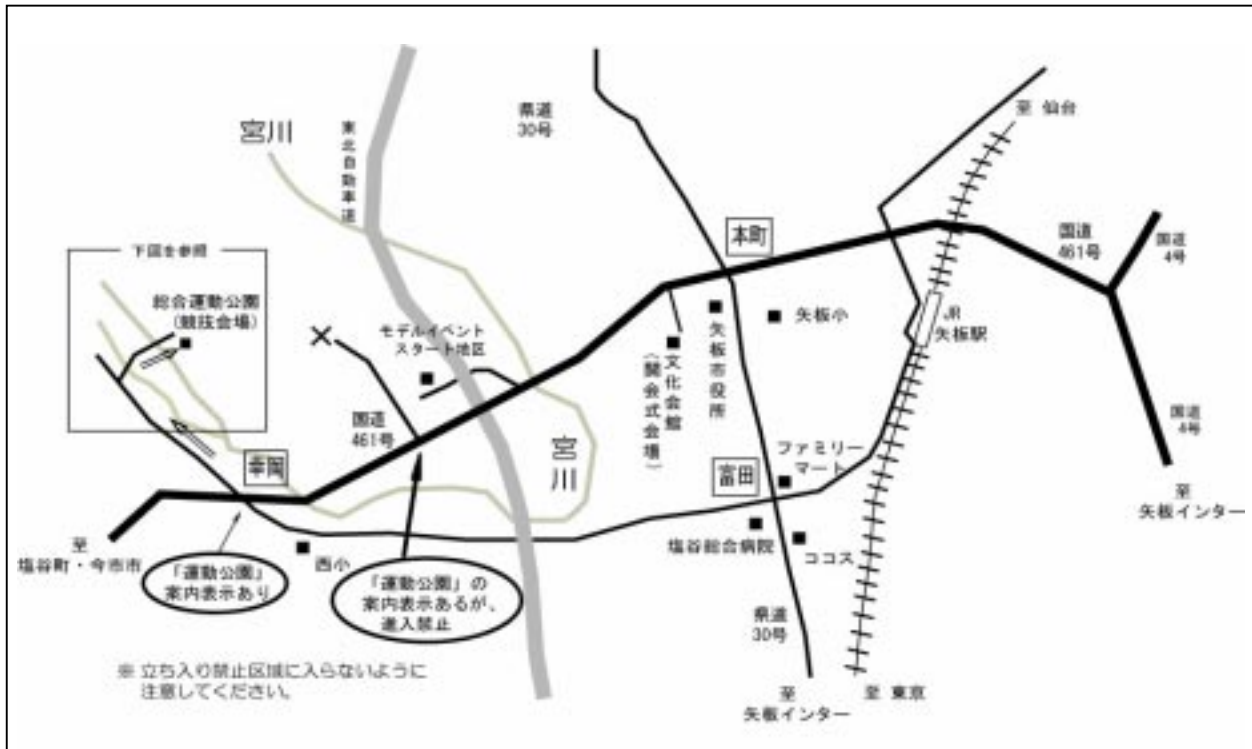 至 仙台
県道
30号
宮川
東北自動車道
本町
国道
461号
国道
4号
下図を参照
総合運動公園
(競技会場)
モデルイベント
スタート地区
矢板小
JR
矢板駅
矢板市役所
文化会館
(開会式会場)
国道
461号
国道
4号
宮川
ファミリー
マート
幸岡
富田
至
矢板インター
至
塩谷町・今市市
「運動公園」
案内表示あり
西小
「運動公園」の
案内表示あるが、
進入禁止
塩谷総合病院
ココス
県道
30号
※ 立ち入り禁止区域に入らないように
注意してください。
至
矢板インター
至 東京